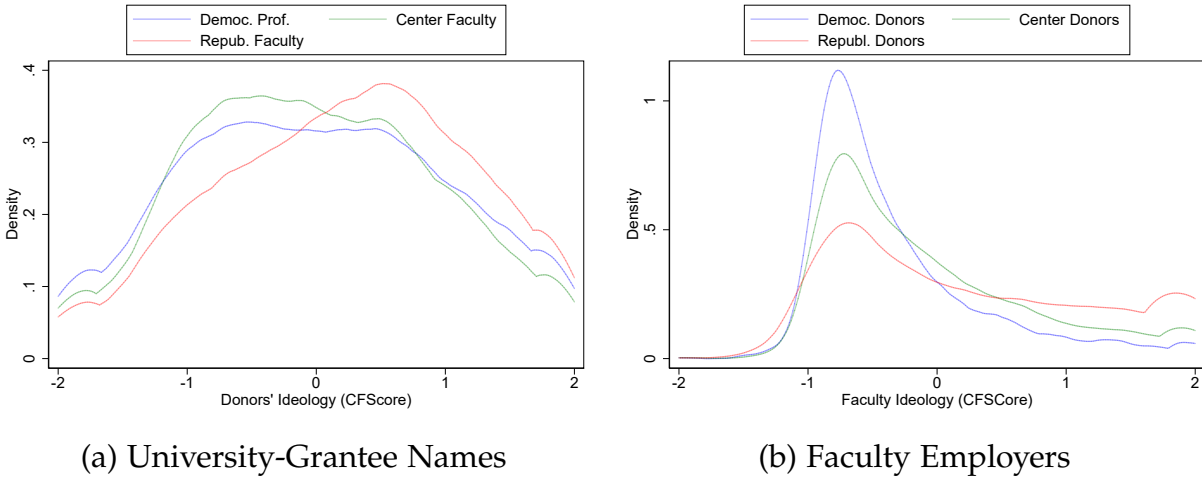 Democ. Prof. Center Faculty
Repub. Faculty
.4
.3
.2
.1
0
Density
-2 -1 0 1 2
Donors' Ideology (CFSCore)
(a) University-Grantee Names
Democ. Donors Center Donors
Republ. Donors
1
.5
0
Density
-2 -1 0 1 2
Faculty Ideology (CFSCore)
(b) Faculty Employers